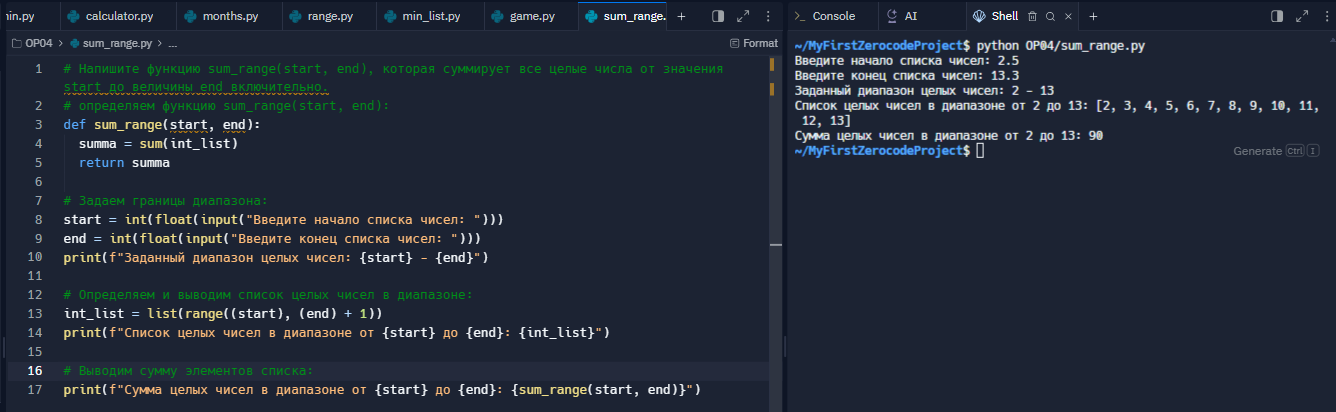 nin.py calculator.py months.py range.py min_list.py game.py sum_range. +
OP04 > sum_range.py > ...
Format
1 # Напишите функцию sum_range(start, end), которая суммирует все целые числа от значения
start до величины end включительно.
2 # определяем функцию sum_range(start, end):
3 def sum_range(start, end):
4 summa = sum(int_list)
5 return summa
6
7 # Задаем границы диапазона:
8 start = int(float(input("Введите начало списка чисел: ")))
9 end = int(float(input("Введите конец списка чисел: ")))
10 print(f"Заданный диапазон целых чисел: {start} - {end}")
11
12 # Определяем и выводим список целых чисел в диапазоне:
13 int_list = list(range((start), (end) + 1))
14 print(f"Список целых чисел в диапазоне от {start} до {end}: {int_list}")
15
16 # Выводим сумму элементов списка:
17 print(f"Сумма целых чисел в диапазоне от {start} до {end}: {sum_range(start, end)}")
Console AI Shell +
~/MyFirstZerocodeProject$ python OP04/sum_range.py
Введите начало списка чисел: 2.5
Введите конец списка чисел: 13.3
Заданный диапазон целых чисел: 2 - 13
Список целых чисел в диапазоне от 2 до 13: [2, 3, 4, 5, 6, 7, 8, 9, 10, 11,
12, 13]
Сумма целых чисел в диапазоне от 2 до 13: 90
~/MyFirstZerocodeProject$
Generate Ctrl I